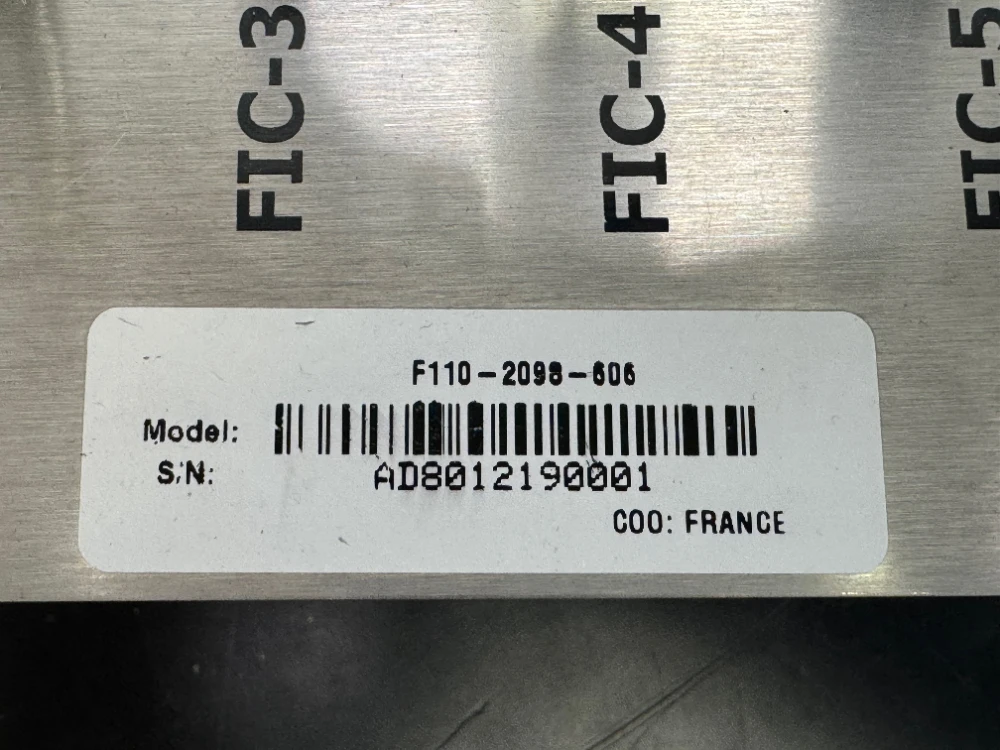 FIC-3
FIC-4
FIC-5
F110-2098-606
Model:
S/N:
AD8012190001
COO: FRANCE